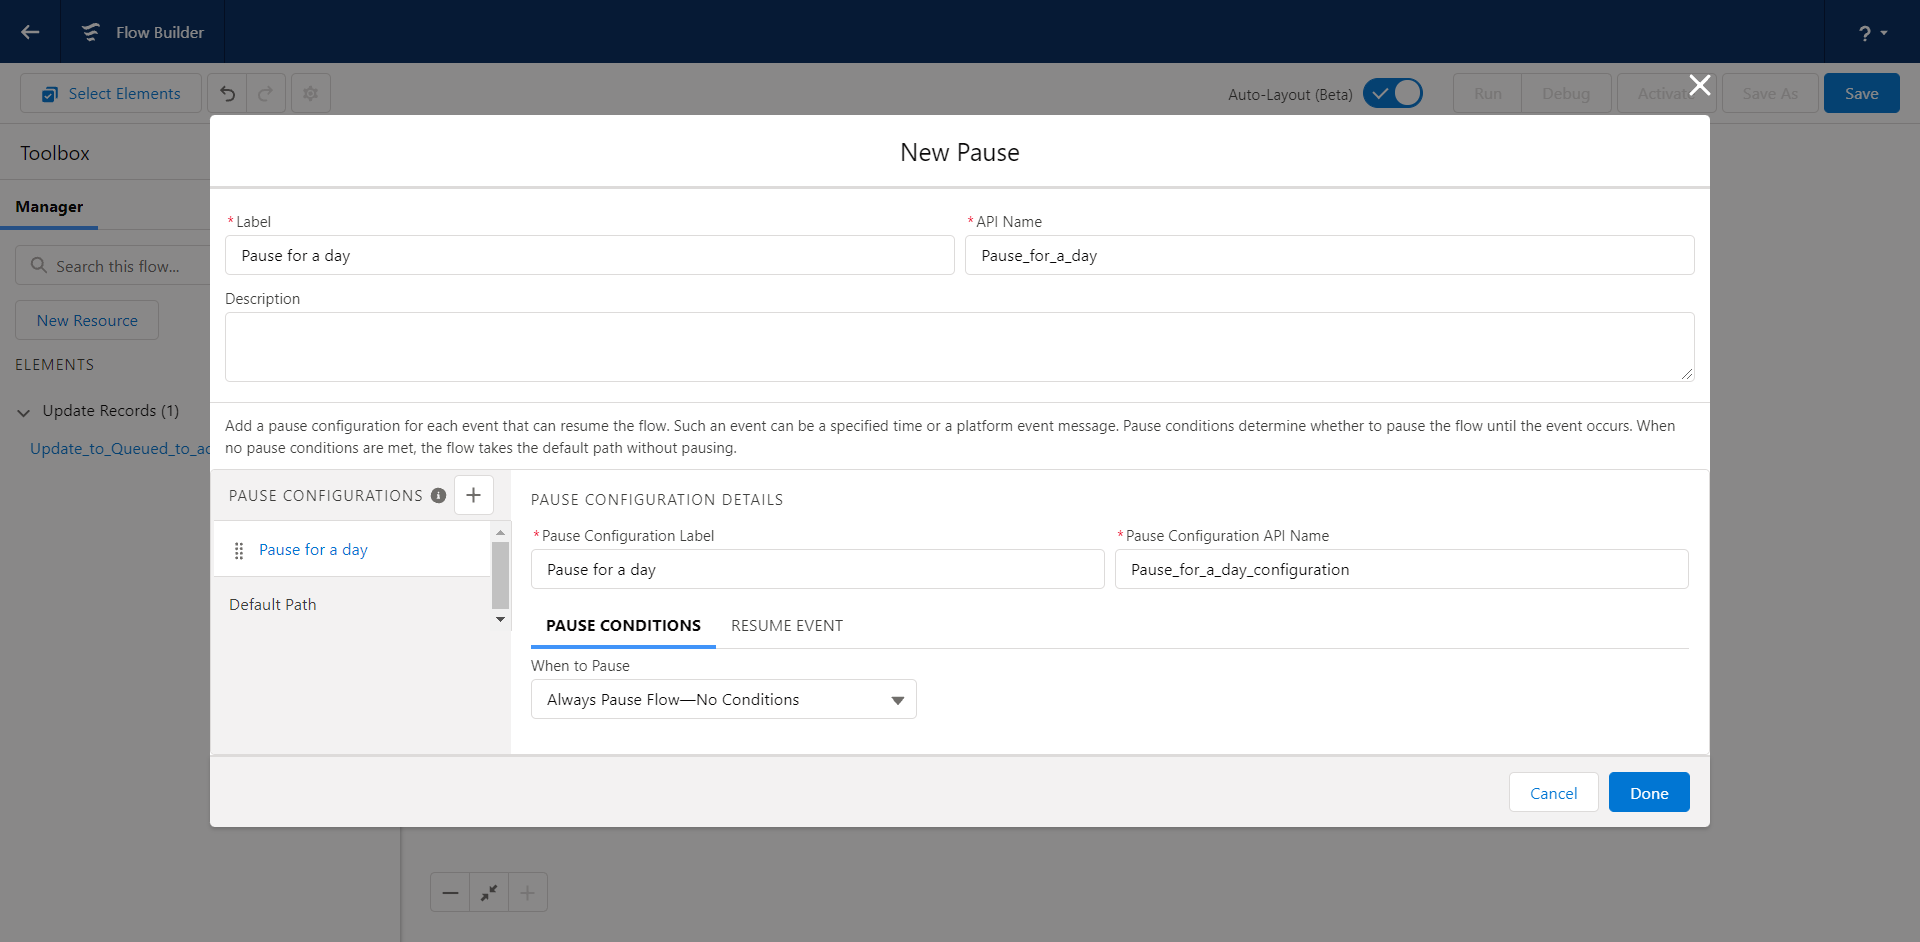 Flow Builder
?
Select Elements
Auto-Layout (Beta)
Run
Debug
Activate
Save As
Save
Toolbox
Manager
Search this flow...
New Resource
ELEMENTS
Update Records (1)
Update_to_Queued_to_ac
New Pause
*Label
*API Name
Pause for a day
Pause_for_a_day
Description
Add a pause configuration for each event that can resume the flow. Such an event can be a specified time or a platform event message. Pause conditions determine whether to pause the flow until the event occurs. When
no pause conditions are met, the flow takes the default path without pausing.
PAUSE CONFIGURATIONS
Pause for a day
Default Path
PAUSE CONFIGURATION DETAILS
*Pause Configuration Label
*Pause Configuration API Name
Pause for a day
Pause_for_a_day_configuration
PAUSE CONDITIONS
RESUME EVENT
When to Pause
Always Pause Flow—No Conditions
Cancel
Done